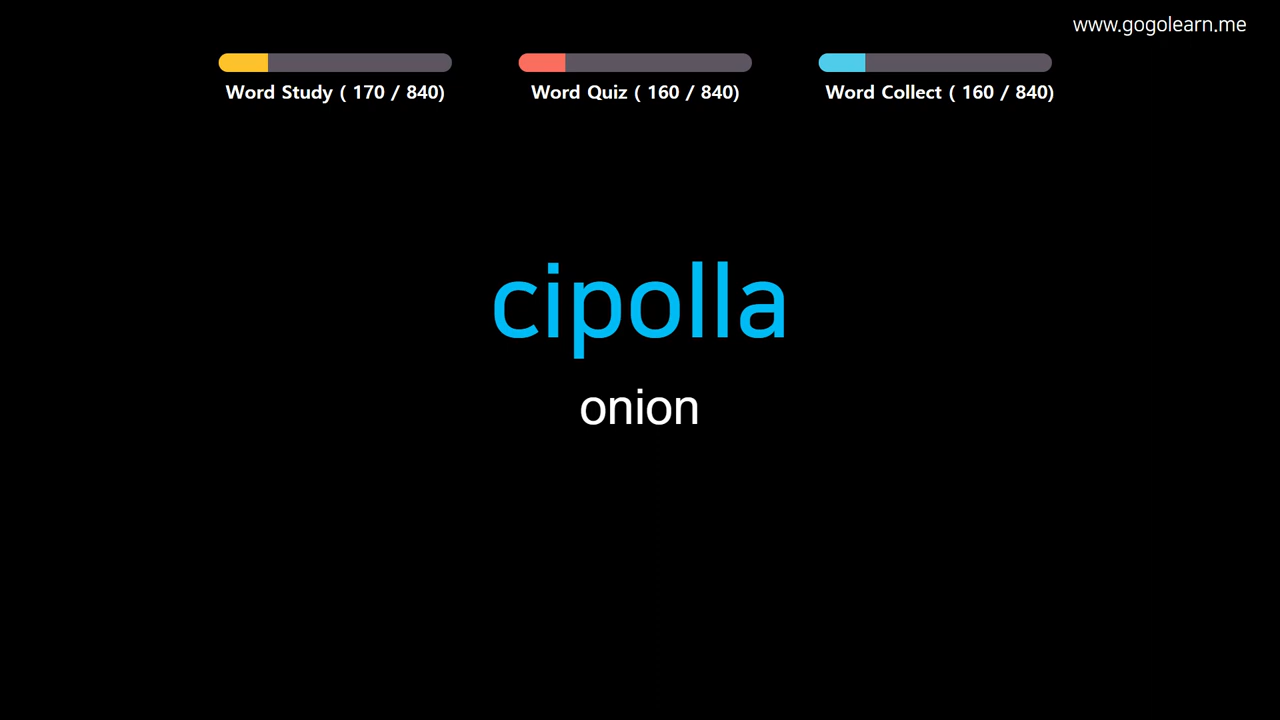 www.gogolearn.me
Word Study ( 170 / 840)
Word Quiz ( 160 / 840)
Word Collect ( 160 / 840)
cipolla
onion